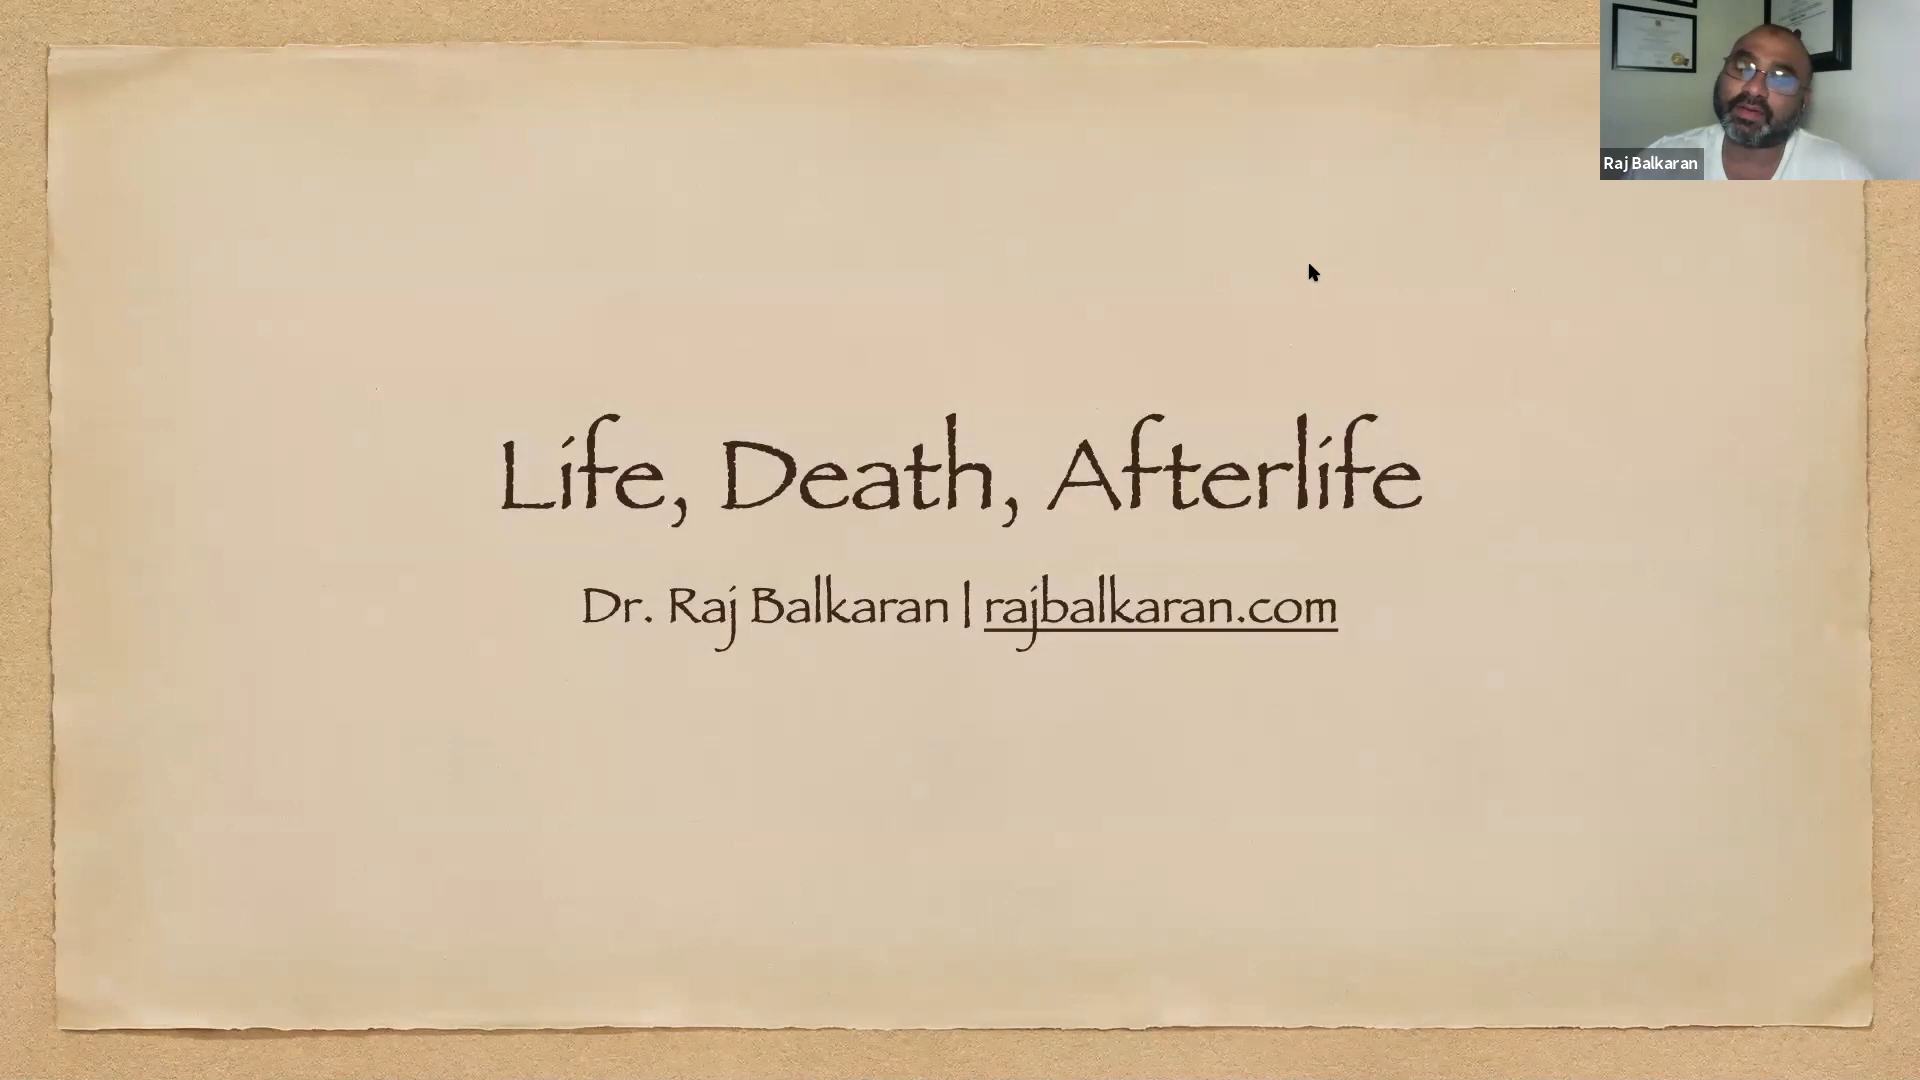 Life, Death, Afterlife
Dr. Raj Balkaran | rajbalkaran.com
Raj Balkaran